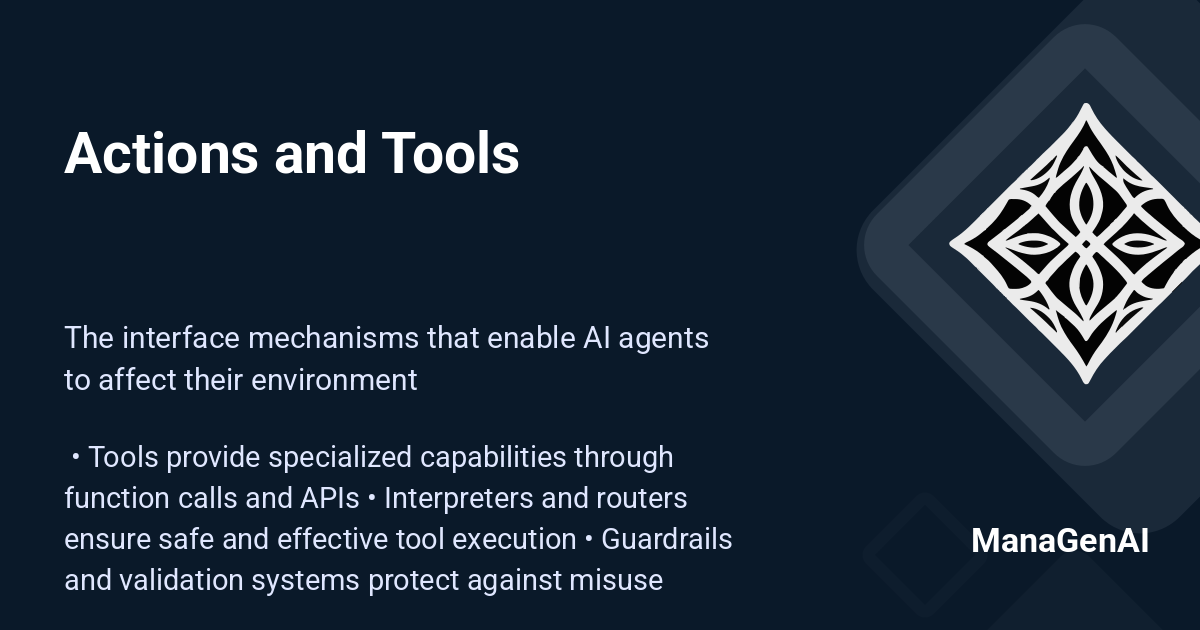 Actions and Tools
The interface mechanisms that enable AI agents
to affect their environment
• Tools provide specialized capabilities through
function calls and APIs • Interpreters and routers
ensure safe and effective tool execution • Guardrails
and validation systems protect against misuse
ManaGenAI